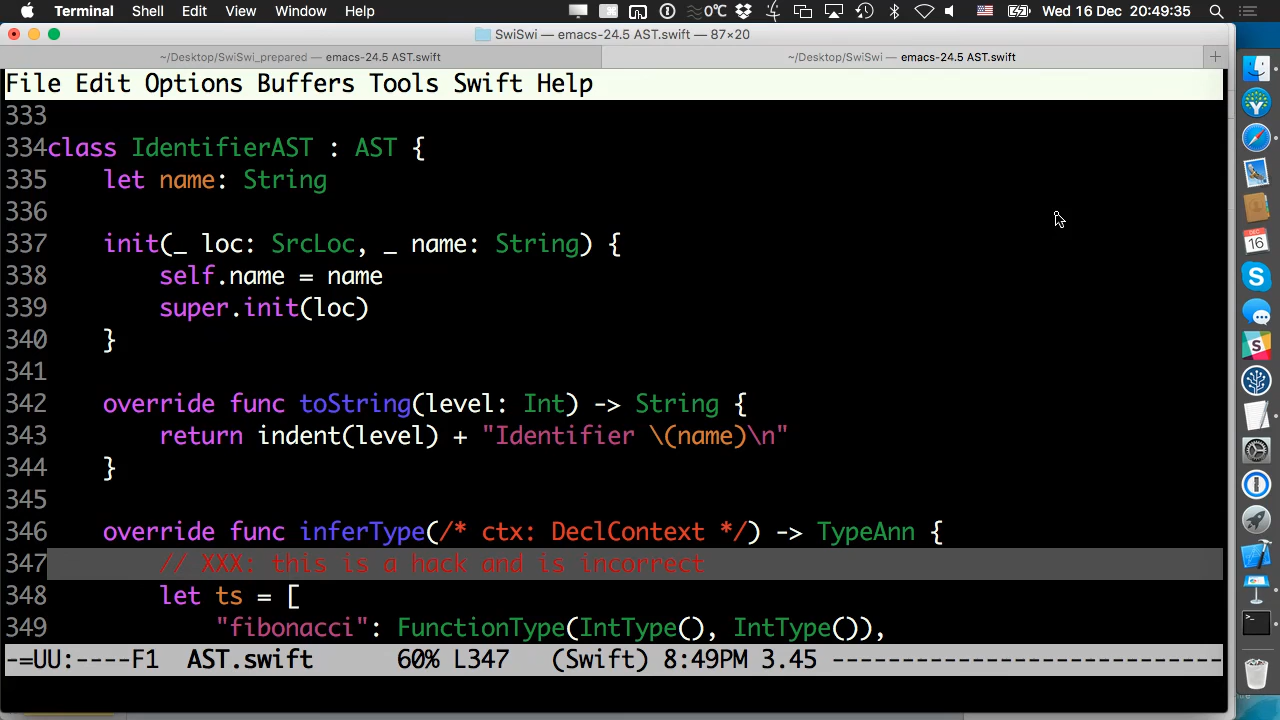 Terminal Shell Edit View Window Help 0°C Wed 16 Dec 20:49:35
SwiSwi — emacs-24.5 AST.swift — 87×20
~/Desktop/SwiSwi_prepared — emacs-24.5 AST.swift ~/Desktop/SwiSwi — emacs-24.5 AST.swift
File Edit Options Buffers Tools Swift Help
333
334class IdentifierAST : AST {
335 let name: String
336
337 init(_ loc: SrcLoc, _ name: String) {
338 self.name = name
339 super.init(loc)
340 }
341
342 override func toString(level: Int) -> String {
343 return indent(level) + "Identifier \(name)\n"
344 }
345
346 override func inferType(/* ctx: DeclContext */) -> TypeAnn {
347 // XXX: this is a hack and is incorrect
348 let ts = [
349 "fibonacci": FunctionType(IntType(), IntType()),
-=UU:----F1 AST.swift 60% L347 (Swift) 8:49PM 3.45 ----------------------------
DEC
16